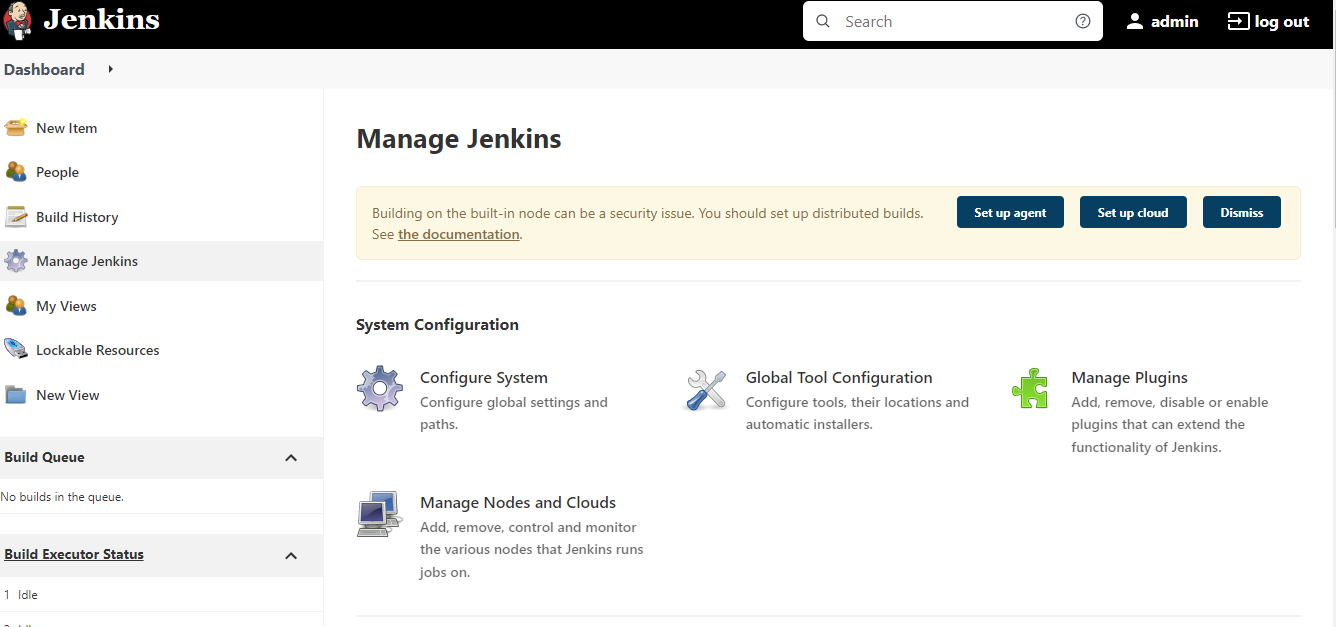 Jenkins
Search
admin
log out
Dashboard
New Item
People
Build History
Manage Jenkins
My Views
Lockable Resources
New View
Build Queue
No builds in the queue.
Build Executor Status
1 Idle
Manage Jenkins
Building on the built-in node can be a security issue. You should set up distributed builds.
See the documentation.
Set up agent
Set up cloud
Dismiss
System Configuration
Configure System
Configure global settings and
paths.
Global Tool Configuration
Configure tools, their locations and
automatic installers.
Manage Plugins
Add, remove, disable or enable
plugins that can extend the
functionality of Jenkins.
Manage Nodes and Clouds
Add, remove, control and monitor
the various nodes that Jenkins runs
jobs on.